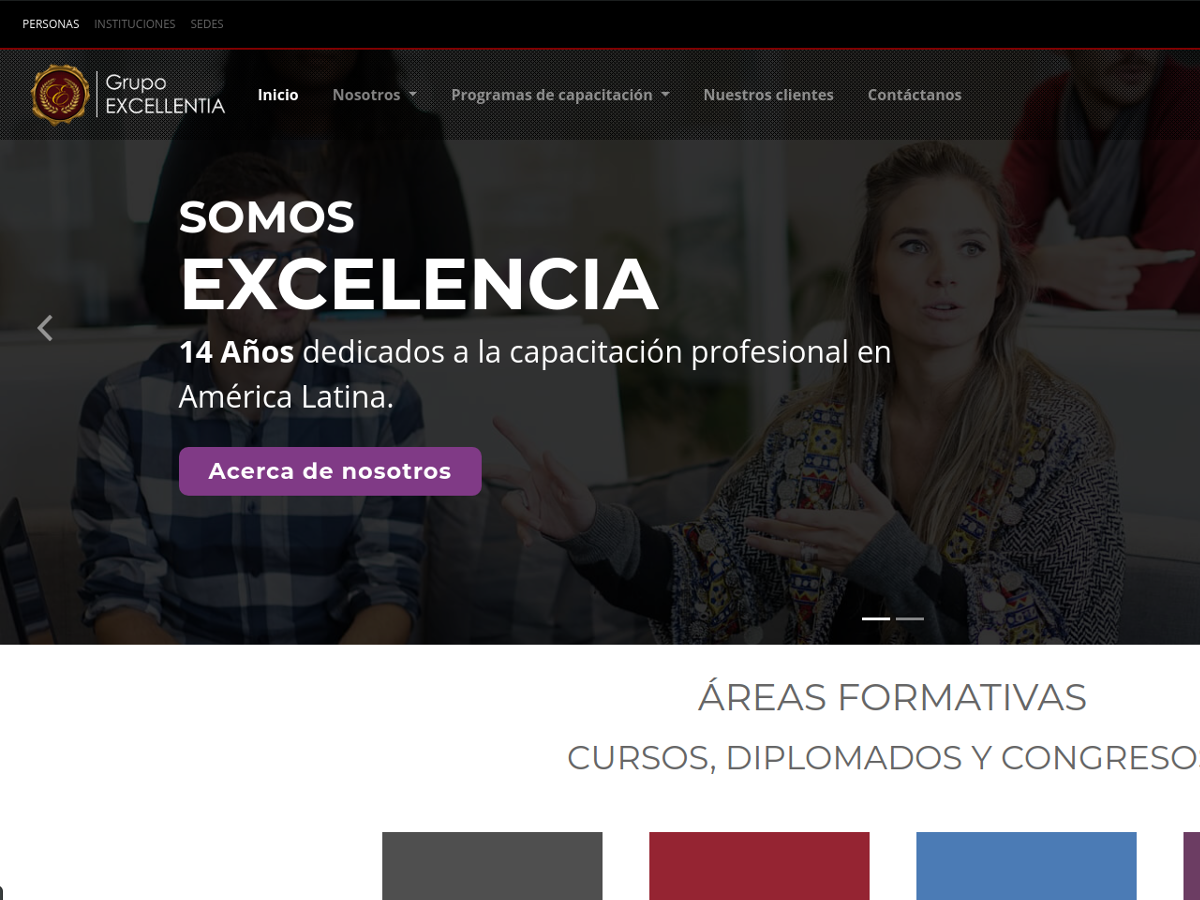 PERSONAS INSTITUCIONES SEDES
Grupo
EXCELLENTIA
Inicio Nosotros Programas de capacitación Nuestros clientes Contáctanos
SOMOS
EXCELENCIA
14 Años dedicados a la capacitación profesional en
América Latina.
Acerca de nosotros
ÁREAS FORMATIVAS
CURSOS, DIPLOMADOS Y CONGRESOS